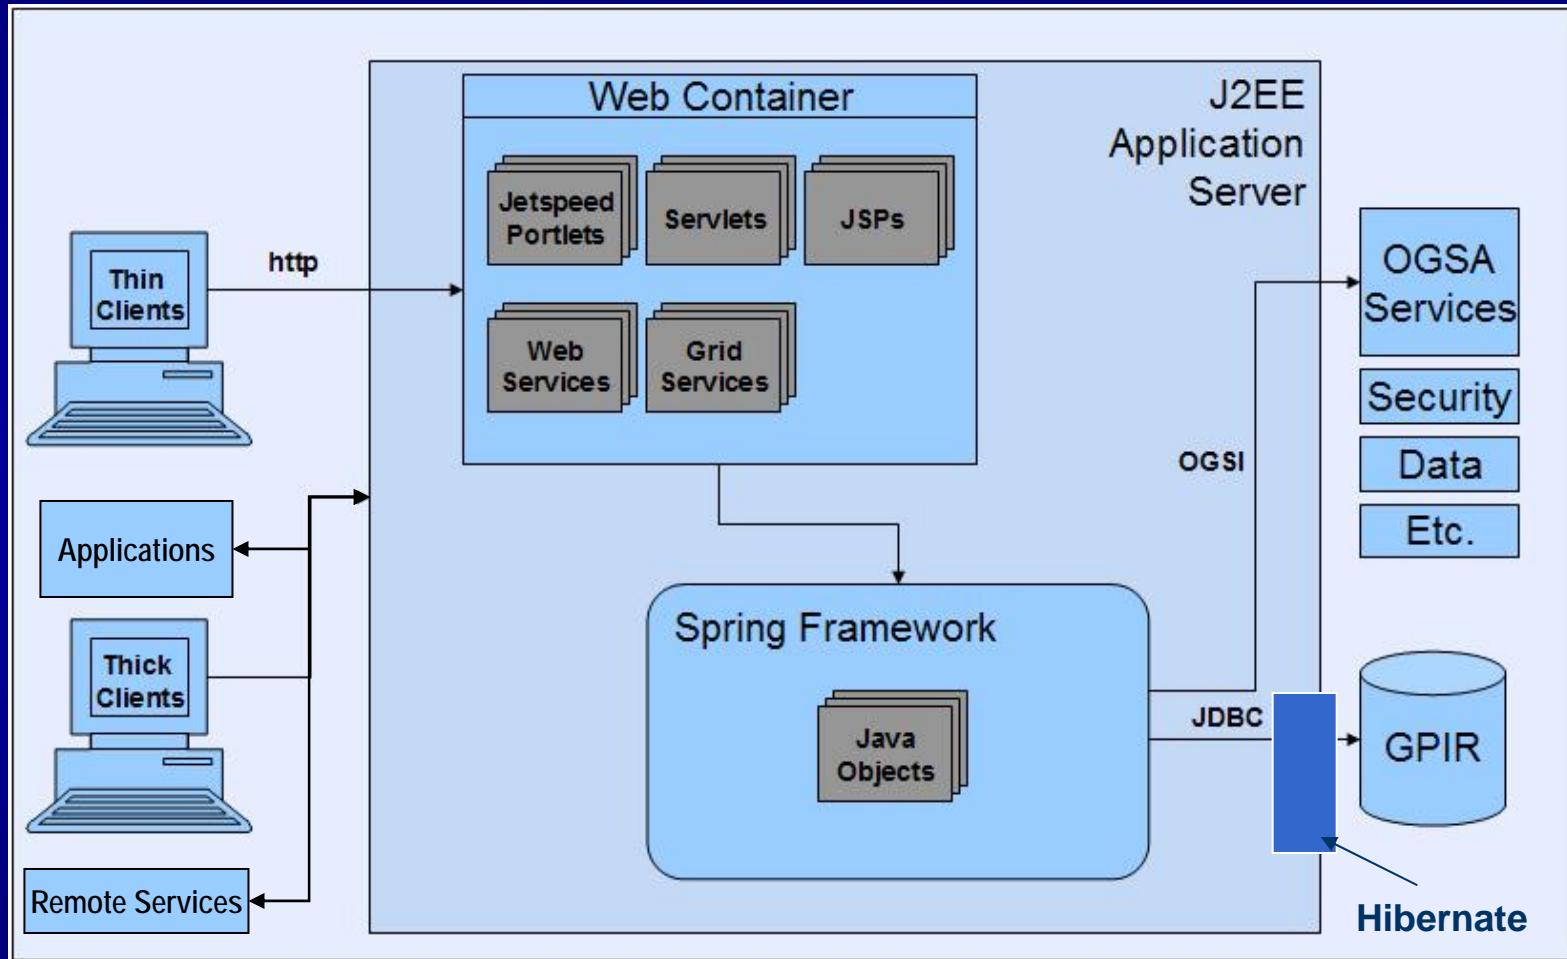 Web Container
J2EE
Application
Server
Jetspeed
Portlets
Servlets
JSPs
Web
Services
Grid
Services
Thin
Clients
http
OGSA
Services
Security
Data
Etc.
OGSI
Applications
Thick
Clients
Remote Services
Spring Framework
Java
Objects
JDBC
GPIR
Hibernate